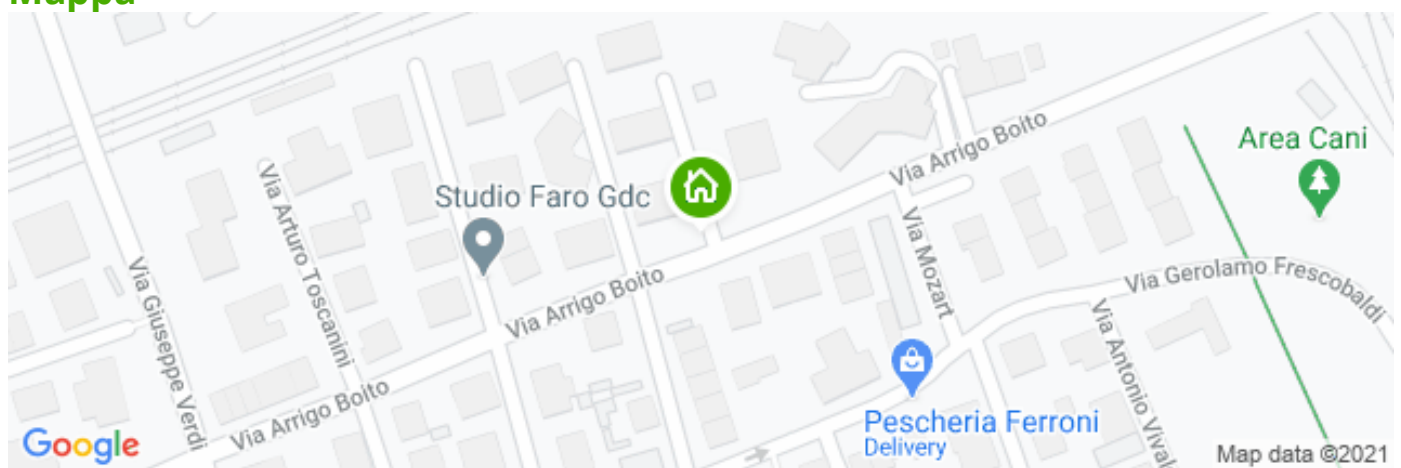 Mappa
Via Arrigo Boito
Area Cani
Studio Faro Gdc
Via Arturo Toscanini
Via Mozart
Via Giuseppe Verdi
Via Arrigo Boito
Via Gerolamo Frescobaldi
Via Antonio Vival
Via Arrigo Boito
Pescheria Ferroni
Delivery
Google
Map data ©2021